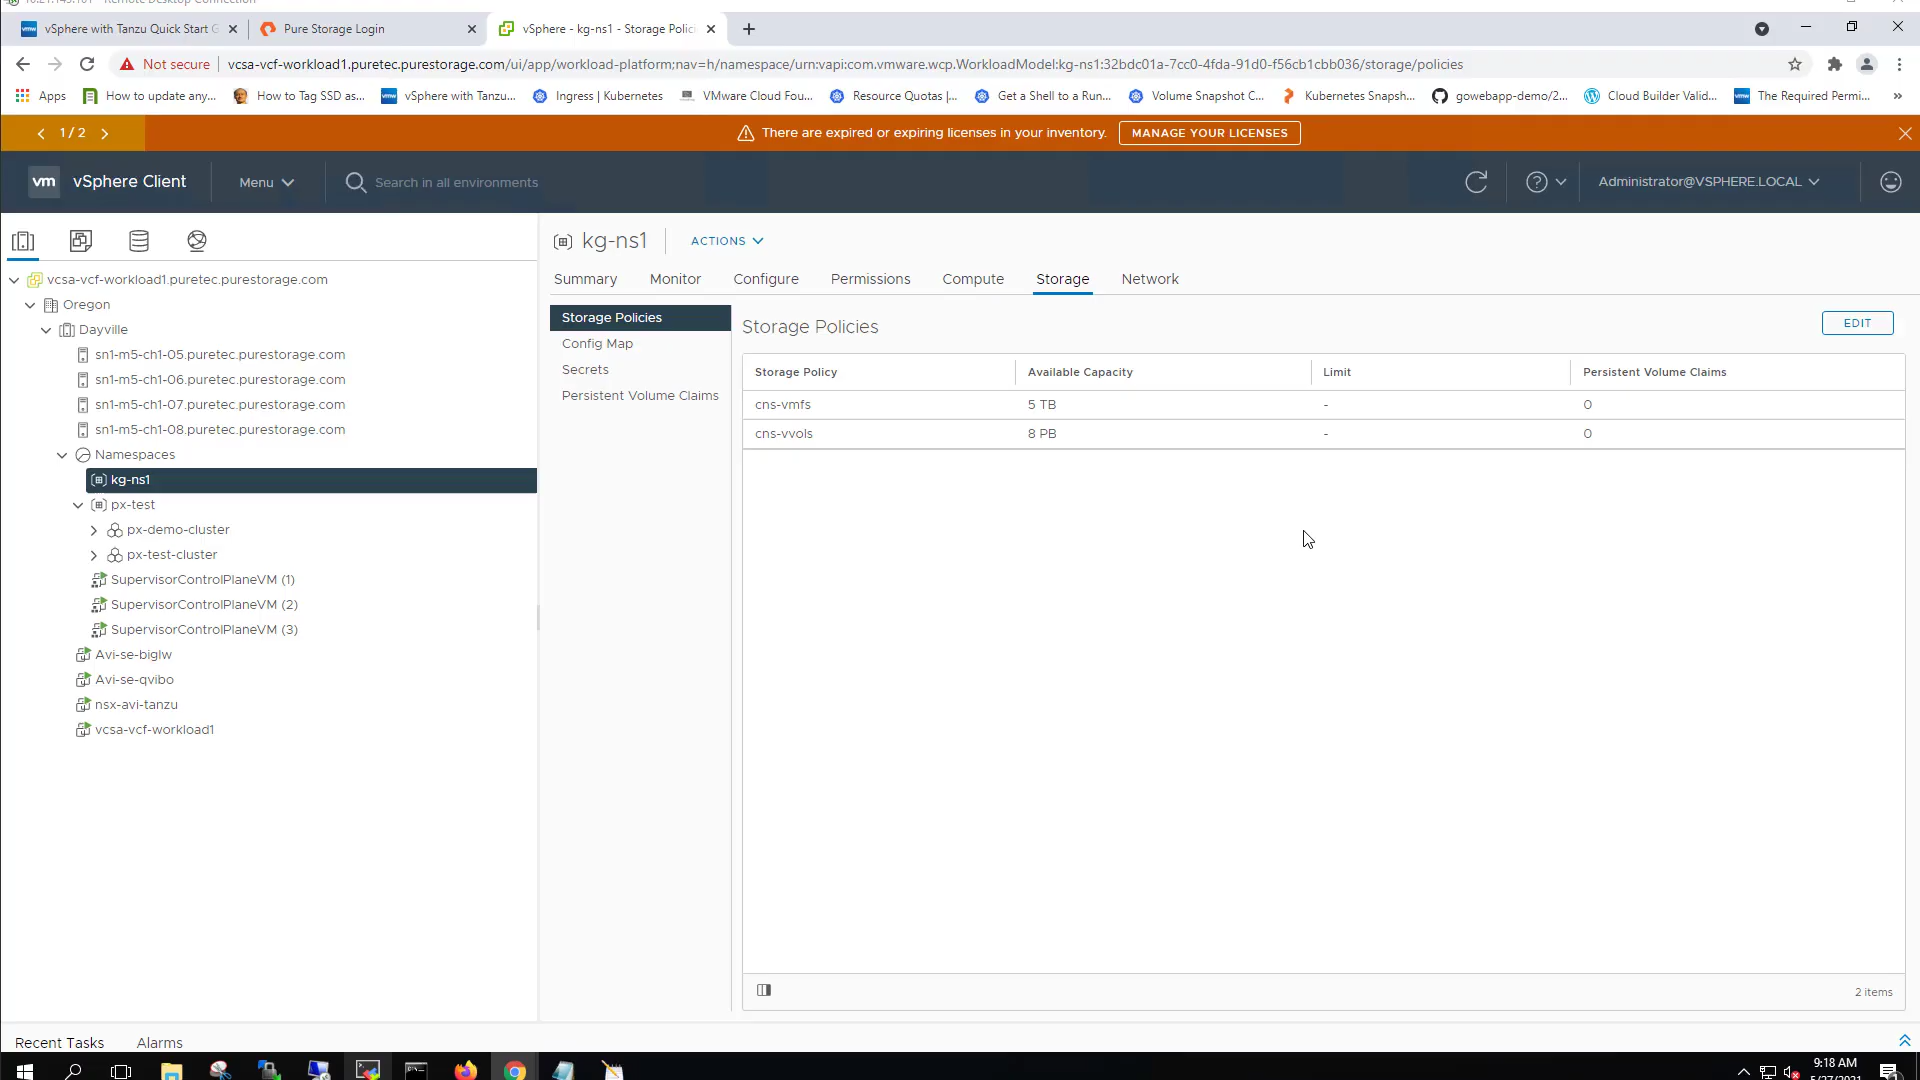 vSphere with Tanzu Quick Start G
Pure Storage Login
vSphere - kg-ns1 - Storage Polic
Not secure
vcsa-vcf-workload1.puretec.purestorage.com/ui/app/workload-platform;nav=h/namespace/urn:vapi:com.vmware.wcp.WorkloadModel:kg-ns1:32bdc01a-7cc0-4fda-91d0-f56cb1cbb036/storage/policies
Apps
How to update any...
How to Tag SSD as...
vSphere with Tanzu...
Ingress | Kubernetes
VMware Cloud Fou...
Resource Quotas |...
Get a Shell to a Run...
Volume Snapshot C...
Kubernetes Snapsh...
gowebapp-demo/2...
Cloud Builder Valid...
The Required Permi...
»
1 / 2
There are expired or expiring licenses in your inventory.
MANAGE YOUR LICENSES
vm
vSphere Client
Menu
Search in all environments
Administrator@VSPHERE.LOCAL
vcsa-vcf-workload1.puretec.purestorage.com
Oregon
Dayville
sn1-m5-ch1-05.puretec.purestorage.com
sn1-m5-ch1-06.puretec.purestorage.com
sn1-m5-ch1-07.puretec.purestorage.com
sn1-m5-ch1-08.puretec.purestorage.com
Namespaces
kg-ns1
px-test
px-demo-cluster
px-test-cluster
SupervisorControlPlaneVM (1)
SupervisorControlPlaneVM (2)
SupervisorControlPlaneVM (3)
Avi-se-biglw
Avi-se-qvibo
nsx-avi-tanzu
vcsa-vcf-workload1
kg-ns1
ACTIONS
Summary
Monitor
Configure
Permissions
Compute
Storage
Network
Storage Policies
Config Map
Secrets
Persistent Volume Claims
Storage Policies
EDIT
Storage Policy
Available Capacity
Limit
Persistent Volume Claims
cns-vmfs
5 TB
-
0
cns-vvols
8 PB
-
0
2 items
Recent Tasks
Alarms
9:18 AM